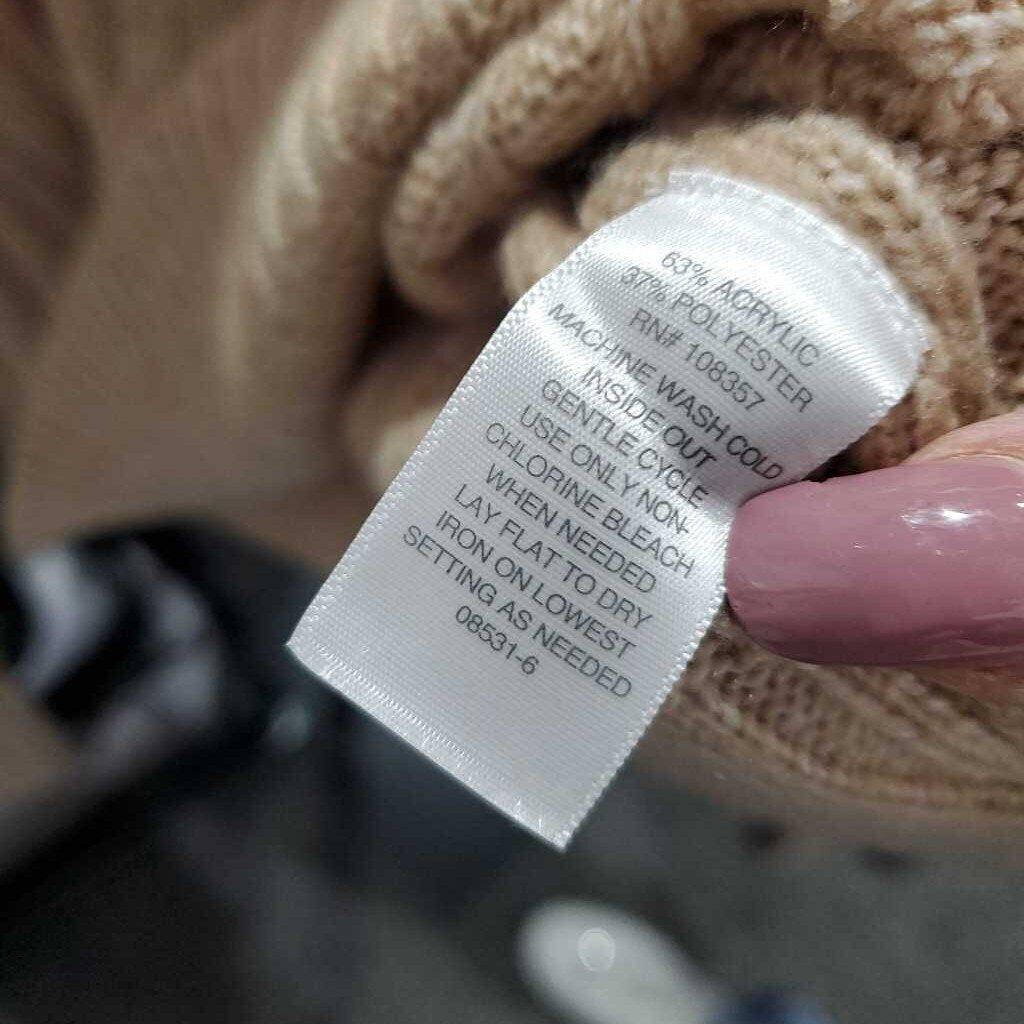 63% ACRYLIC
37% POLYESTER
RN# 108357
MACHINE WASH COLD
INSIDE OUT
GENTLE CYCLE
USE ONLY NON-
CHLORINE BLEACH
WHEN NEEDED
LAY FLAT TO DRY
IRON ON LOWEST
SETTING AS NEEDED
08531-6